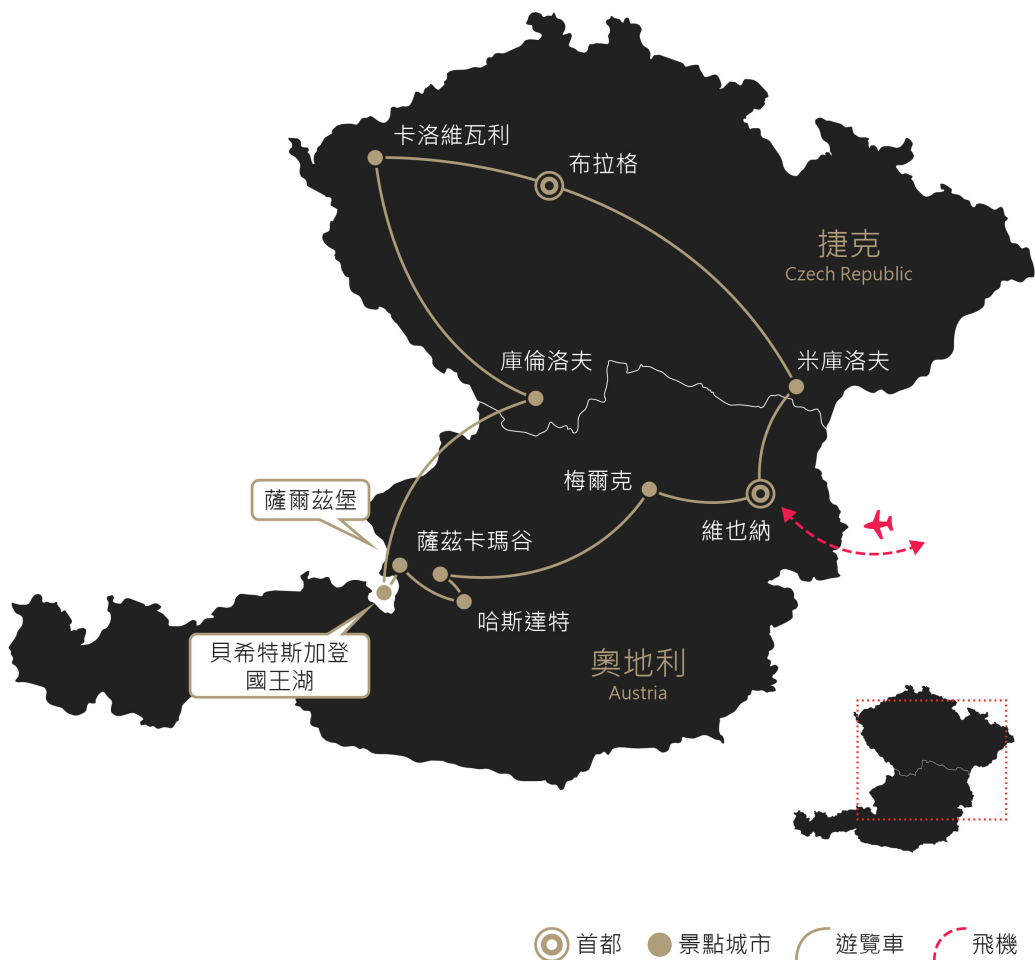 卡洛維瓦利
布拉格
捷克
Czech Republic
庫倫洛夫
米庫洛夫
梅爾克
薩爾茲堡
維也納
薩茲卡瑪谷
哈斯達特
貝希特斯加登
國王湖
奧地利
Austria
首都
景點城市
遊覽車
飛機